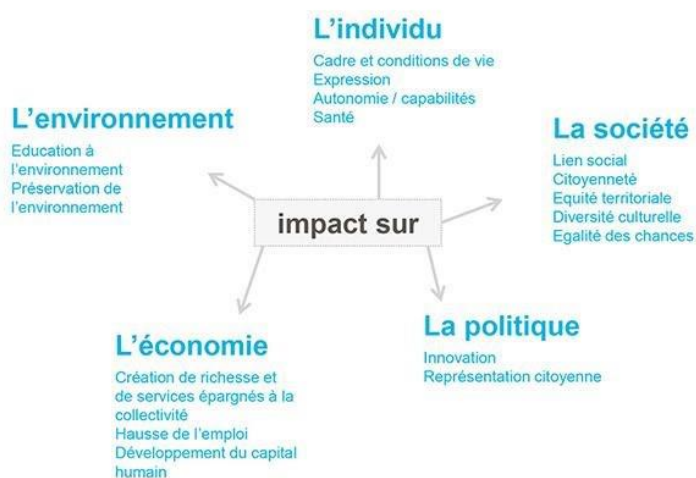 L'individu
Cadre et conditions de vie
Expression
Autonomie / capabilités
Santé
L'environnement
Education à
l'environnement
Préservation de
l'environnement
La société
Lien social
Citoyenneté
Equité territoriale
Diversité culturelle
Egalité des chances
impact sur
L'économie
Création de richesse et
de services épargnés à la
collectivité
Hausse de l'emploi
Développement du capital
humain
La politique
Innovation
Représentation citoyenne